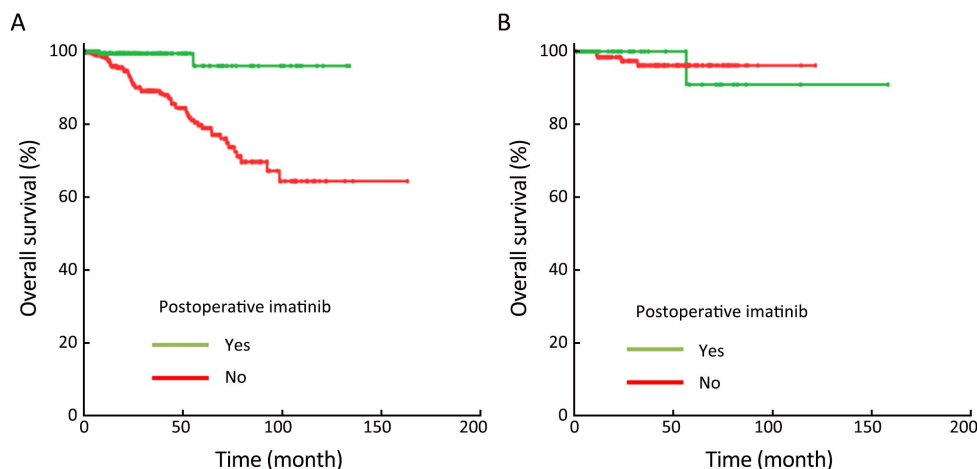 A
Overall survival (%)
100
80
60
40
20
0
0 50 100 150 200
Time (month)
Postoperative imatinib
Yes
No
B
Overall survival (%)
100
80
60
40
20
0
0 50 100 150 200
Time (month)
Postoperative imatinib
Yes
No